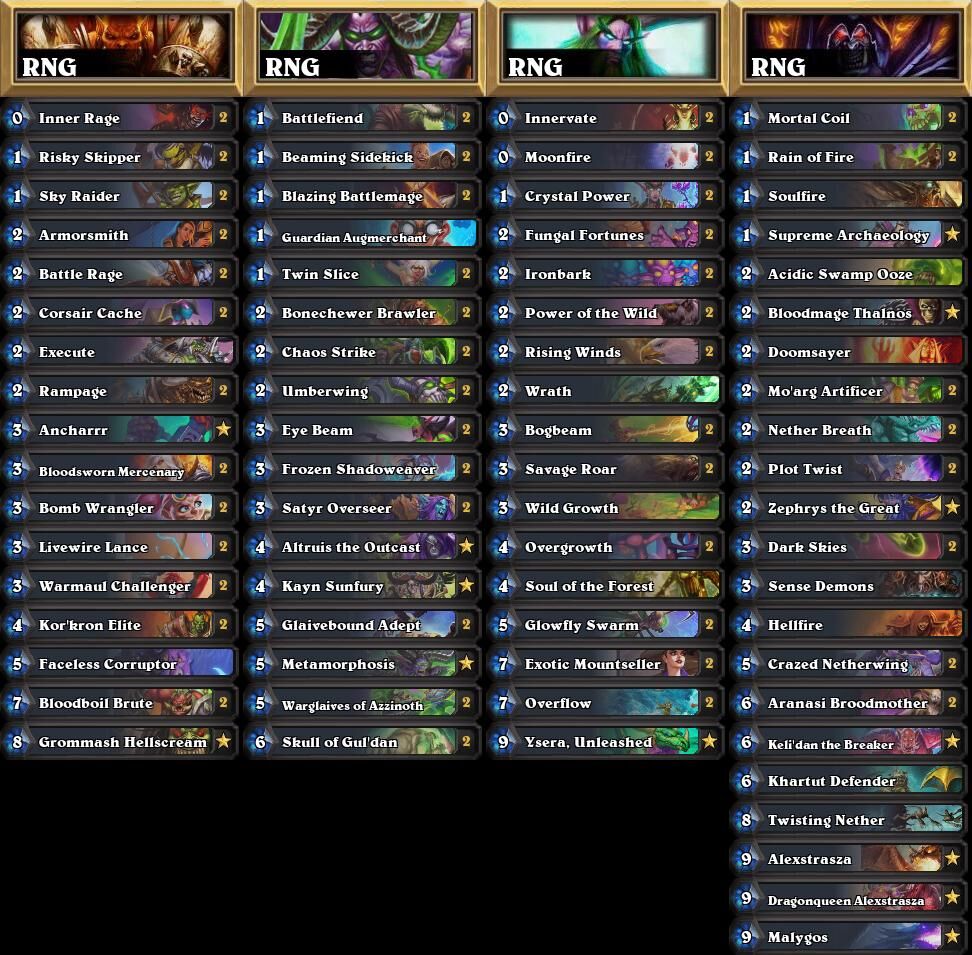 RNG
0 Inner Rage 2
1 Risky Skipper 2
1 Sky Raider 2
2 Armorsmith 2
2 Battle Rage 2
2 Corsair Cache 2
2 Execute
2 Rampage 2
3 Ancharrr
3 Bloodsworn Mercenary 2
3 Bomb Wrangler 2
3 Livewire Lance 2
3 Warmaul Challenger 2
4 Kor'kron Elite 2
5 Faceless Corruptor
7 Bloodboil Brute 2
8 Grommash Hellscream
RNG
1 Battlefiend 2
1 Beaming Sidekick 2
1 Blazing Battlemage 2
1 Guardian Augmerchant
1 Twin Slice 2
2 Bonechewer Brawler 2
2 Chaos Strike 2
2 Umberwing 2
3 Eye Beam 2
3 Frozen Shadoweaver 2
3 Satyr Overseer 2
4 Altruis the Outcast
4 Kayn Sunfury
5 Glaivebound Adept 2
5 Metamorphosis
5 Warglaives of Azzinoth 2
6 Skull of Gul'dan 2
RNG
0 Innervate 2
0 Moonfire 2
1 Crystal Power 2
2 Fungal Fortunes 2
2 Ironbark 2
2 Power of the Wild 2
2 Rising Winds 2
2 Wrath
3 Bogbeam 2
3 Savage Roar 2
3 Wild Growth
4 Overgrowth 2
4 Soul of the Forest
5 Glowfly Swarm 2
7 Exotic Mountseller 2
7 Overflow 2
9 Ysera, Unleashed
RNG
1 Mortal Coil 2
1 Rain of Fire 2
1 Soulfire
1 Supreme Archaeology
2 Acidic Swamp Ooze
2 Bloodmage Thalnos
2 Doomsayer
2 Mo'arg Artificer 2
2 Nether Breath 2
2 Plot Twist 2
2 Zephrys the Great
3 Dark Skies 2
3 Sense Demons
4 Hellfire
5 Crazed Netherwing 2
6 Aranasi Broodmother 2
6 Keli'dan the Breaker
6 Khartut Defender
8 Twisting Nether
9 Alexstrasza
9 Dragonqueen Alexstrasza
9 Malygos